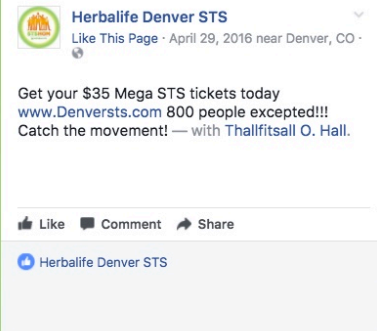 Herbalife Denver STS
Like This Page · April 29, 2016 near Denver, CO ·
Get your $35 Mega STS tickets today
www.Denversts.com 800 people excepted!!!
Catch the movement! — with Thallfitsall O. Hall.
Like Comment Share
Herbalife Denver STS